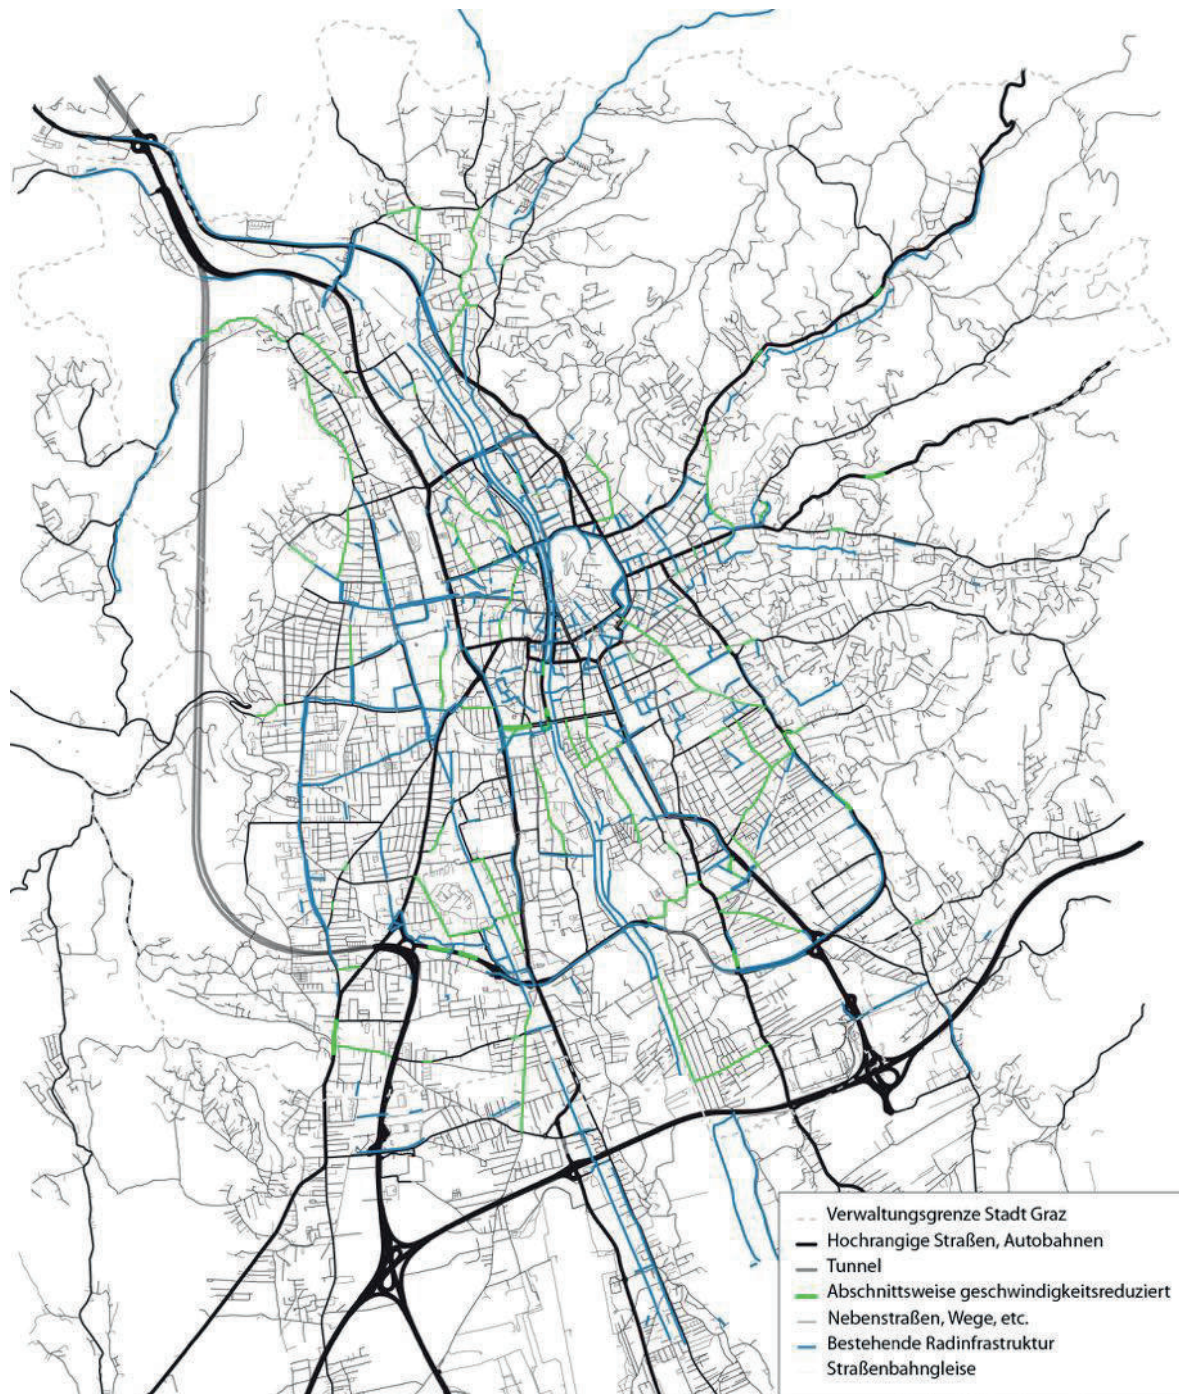 Verwaltungsgrenze Stadt Graz
Hochrangige Straßen, Autobahnen
Tunnel
Abschnittsweise geschwindigkeitsreduziert
Nebenstraßen, Wege, etc.
Bestehende Radinfrastruktur
Straßenbahngleise